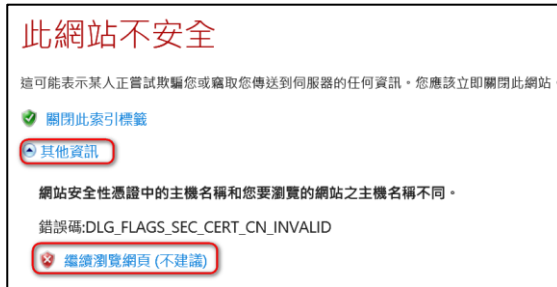 此網站不安全
這可能表示某人正嘗試欺騙您或竊取您傳送到伺服器的任何資訊。您應該立即關閉此網站。
關閉此索引標籤
其他資訊
網站安全性憑證中的主機名稱和您要瀏覽的網站之主機名稱不同。
錯誤碼:DLG_FLAGS_SEC_CERT_CN_INVALID
繼續瀏覽網頁 (不建議)